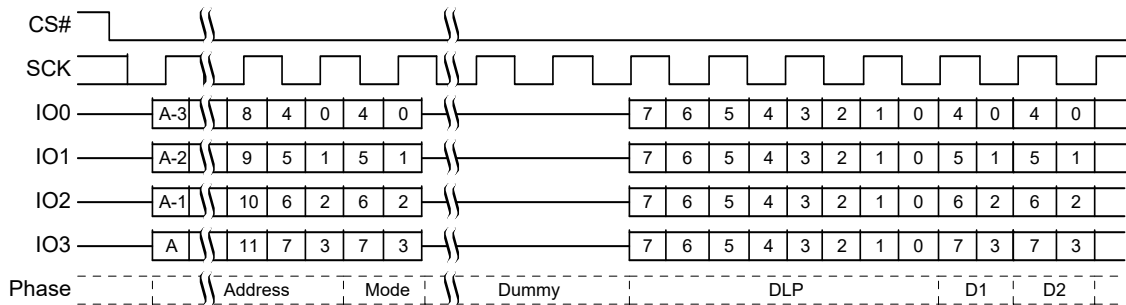 CS#
SCK
IO0 A-3 8 4 0 4 0 7 6 5 4 3 2 1 0 4 0 4 0
IO1 A-2 9 5 1 5 1 7 6 5 4 3 2 1 0 5 1 5 1
IO2 A-1 10 6 2 6 2 7 6 5 4 3 2 1 0 6 2 6 2
IO3 A 11 7 3 7 3 7 6 5 4 3 2 1 0 7 3 7 3
Phase Address Mode Dummy DLP D1 D2